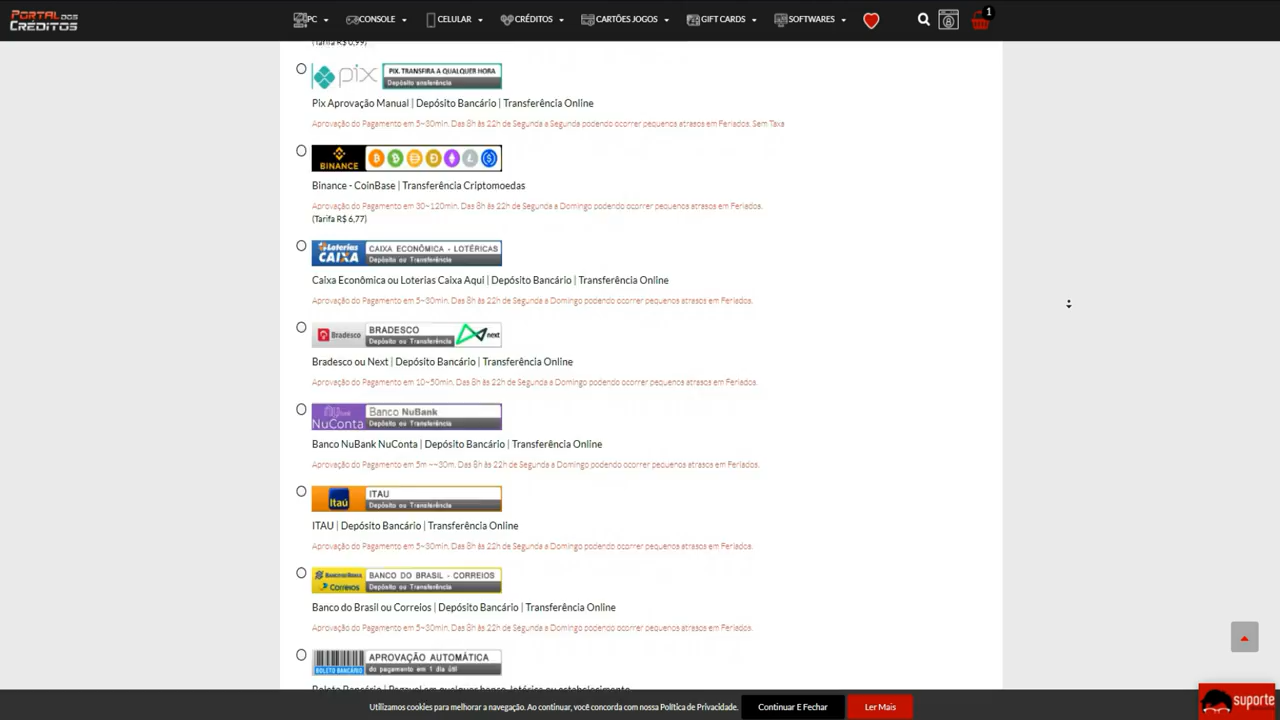 PORTAL DOS CRÉDITOS
PC
CONSOLE
CELULAR
CRÉDITOS
CARTÕES JOGOS
GIFT CARDS
SOFTWARES
1
(Tarifa R$ 0,99)
pix PIX. TRANSFIRA A QUALQUER HORA
Pix Aprovação Manual | Depósito Bancário | Transferência Online
Aprovação do Pagamento em 5~30min. Das 8h às 22h de Segunda a Segunda podendo ocorrer pequenos atrasos em Feriados. Sem Taxa
BINANCE
Binance - CoinBase | Transferência Criptomoedas
Aprovação do Pagamento em 30~120min. Das 8h às 22h de Segunda a Domingo podendo ocorrer pequenos atrasos em Feriados.
(Tarifa R$ 6,77)
Loterias CAIXA CAIXA ECONÔMICA - LOTÉRICAS
Depósito ou Transferência
Caixa Econômica ou Loterias Caixa Aqui | Depósito Bancário | Transferência Online
Aprovação do Pagamento em 5~30min. Das 8h às 22h de Segunda a Domingo podendo ocorrer pequenos atrasos em Feriados.
Bradesco BRADESCO next
Depósito ou Transferência
Bradesco ou Next | Depósito Bancário | Transferência Online
Aprovação do Pagamento em 10~50min. Das 8h às 22h de Segunda a Domingo podendo ocorrer pequenos atrasos em Feriados.
NuConta Banco NuBank
Depósito ou Transferência
Banco NuBank NuConta | Depósito Bancário | Transferência Online
Aprovação do Pagamento em 5m ~~30m. Das 8h às 22h de Segunda a Domingo podendo ocorrer pequenos atrasos em Feriados.
Itaú ITAU
Depósito ou Transferência
ITAU | Depósito Bancário | Transferência Online
Aprovação do Pagamento em 5~30min. Das 8h às 22h de Segunda a Domingo podendo ocorrer pequenos atrasos em Feriados.
BANCO DO BRASIL Correios BANCO DO BRASIL - CORREIOS
Depósito ou Transferência
Banco do Brasil ou Correios | Depósito Bancário | Transferência Online
Aprovação do Pagamento em 5~30min. Das 8h às 22h de Segunda a Domingo podendo ocorrer pequenos atrasos em Feriados.
BOLETO BANCÁRIO APROVAÇÃO AUTOMÁTICA
do pagamento em 1 dia útil
Boleto Bancário | Pagavel em qualquer banco, lotérica ou estabelecimento
Utilizamos cookies para melhorar a navegação. Ao continuar, você concorda com nossa Política de Privacidade.
Continuar E Fechar
Ler Mais
suporte